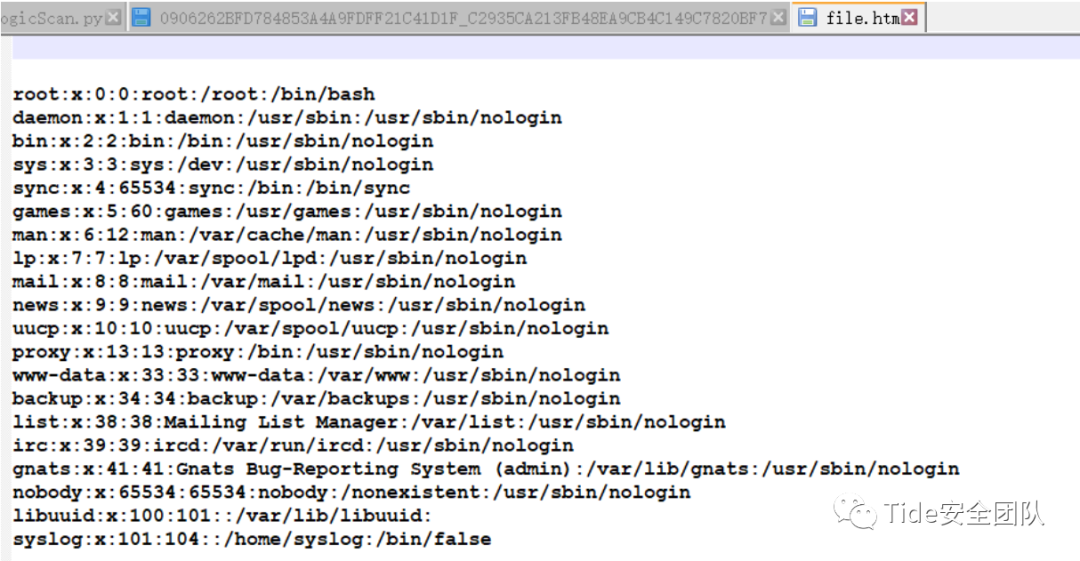 ogicScan.py
0906262BFD784853A4A9FDFF21C41D1F_C2935CA213FB48EA9CB4C149C7820BF7
file.htm
root:x:0:0:root:/root:/bin/bash
daemon:x:1:1:daemon:/usr/sbin:/usr/sbin/nologin
bin:x:2:2:bin:/bin:/usr/sbin/nologin
sys:x:3:3:sys:/dev:/usr/sbin/nologin
sync:x:4:65534:sync:/bin:/bin/sync
games:x:5:60:games:/usr/games:/usr/sbin/nologin
man:x:6:12:man:/var/cache/man:/usr/sbin/nologin
lp:x:7:7:lp:/var/spool/lpd:/usr/sbin/nologin
mail:x:8:8:mail:/var/mail:/usr/sbin/nologin
news:x:9:9:news:/var/spool/news:/usr/sbin/nologin
uucp:x:10:10:uucp:/var/spool/uucp:/usr/sbin/nologin
proxy:x:13:13:proxy:/bin:/usr/sbin/nologin
www-data:x:33:33:www-data:/var/www:/usr/sbin/nologin
backup:x:34:34:backup:/var/backups:/usr/sbin/nologin
list:x:38:38:Mailing List Manager:/var/list:/usr/sbin/nologin
irc:x:39:39:ircd:/var/run/ircd:/usr/sbin/nologin
gnats:x:41:41:Gnats Bug-Reporting System (admin):/var/lib/gnats:/usr/sbin/nologin
nobody:x:65534:65534:nobody:/nonexistent:/usr/sbin/nologin
libuuid:x:100:101::/var/lib/libuuid:
syslog:x:101:104::/home/syslog:/bin/false
Tide安全团队